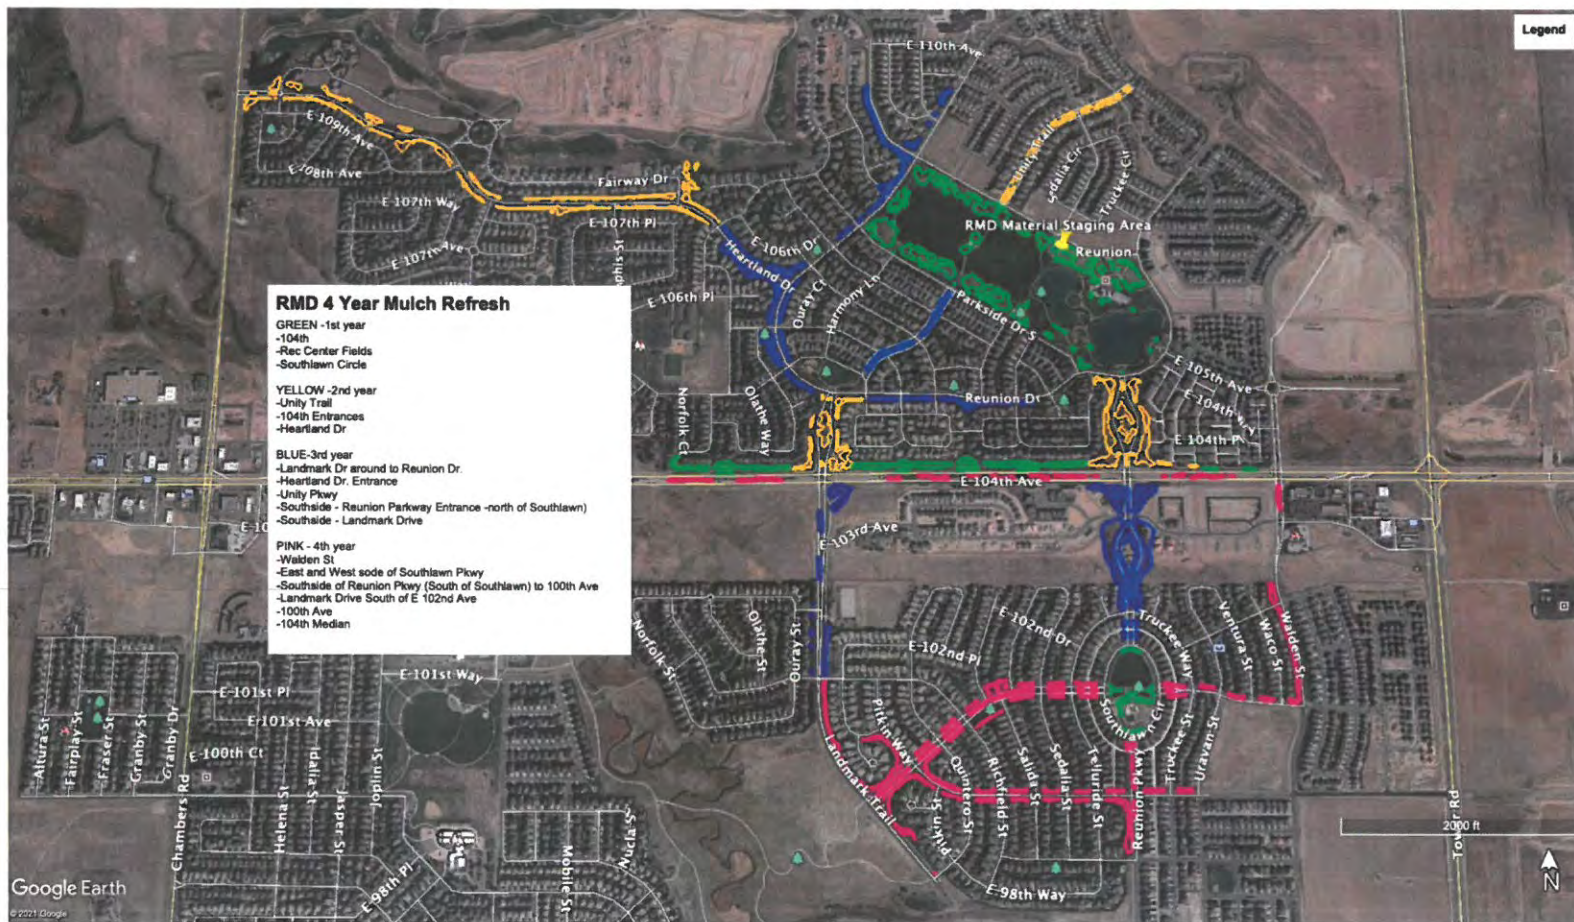 Legend
E 110th Ave
E 109th Ave
E 108th Ave
Unity Trail
Sedalia Cir
Truckee Cir
Fairway Dr
E 107th Way
E 107th Pl
E 107th Ave
E 106th Dr
RMD Material Staging Area
Reunion
Heartland Dr
Ouray Ct
Harmony Ln
Parkside Dr S
E 106th Pl
E 105th Ave
RMD 4 Year Mulch Refresh
GREEN -1st year
-104th
-Rec Center Fields
-Southlawn Circle
YELLOW -2nd year
-Unity Trail
-104th Entrances
-Heartland Dr
BLUE-3rd year
-Landmark Dr around to Reunion Dr.
-Heartland Dr. Entrance
-Unity Pkwy
-Southside - Reunion Parkway Entrance -north of Southlawn)
-Southside - Landmark Drive
PINK - 4th year
-Walden St
-East and West sode of Southlawn Pkwy
-Southside of Reunion Pkwy (South of Southlawn) to 100th Ave
-Landmark Drive South of E 102nd Ave
-100th Ave
-104th Median
Norfolk Ct
Olathe Way
Reunion Dr
E 104th Pl
E 104th Ave
E 103rd Ave
Norfolk St
Olathe St
Ouray St
E 102nd Dr
E 102nd Pl
Truckee Way
Ventura St
Waco St
Walden St
E 101st Way
E 101st Pl
E 101st Ave
E 100th Ct
Altura St
Fairplay St
Fraser St
Granby St
Granby Dr
Chambers Rd
Helena St
Idalia St
Jasper St
Joplin St
Pitkin Way
Landmark Trail
Southlawn Cir
Quintero St
Richfield St
Salida St
Sedalia St
Telluride St
Reunion Pkwy
Truckee St
Uravan St
Pitkin St
2000 ft
Tower Rd
Nucla St
Mobile St
E 98th Pl
E 98th Way
N
Google Earth
© 2021 Google